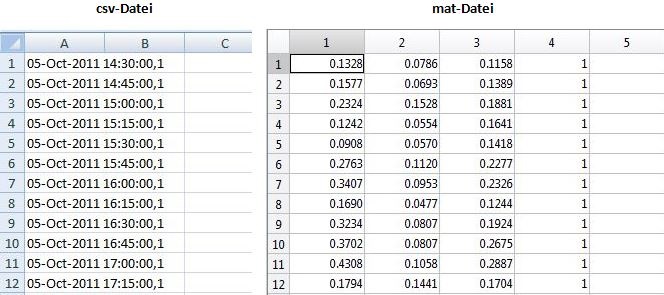 csv-Datei mat-Datei
A B C 1 2 3 4 5
1 05-Oct-2011 14:30:00,1 1 0.1328 0.0786 0.1158 1
2 05-Oct-2011 14:45:00,1 2 0.1577 0.0693 0.1389 1
3 05-Oct-2011 15:00:00,1 3 0.2324 0.1528 0.1881 1
4 05-Oct-2011 15:15:00,1 4 0.1242 0.0554 0.1641 1
5 05-Oct-2011 15:30:00,1 5 0.0908 0.0570 0.1418 1
6 05-Oct-2011 15:45:00,1 6 0.2763 0.1120 0.2277 1
7 05-Oct-2011 16:00:00,1 7 0.3407 0.0953 0.2326 1
8 05-Oct-2011 16:15:00,1 8 0.1690 0.0477 0.1244 1
9 05-Oct-2011 16:30:00,1 9 0.3234 0.0807 0.1924 1
10 05-Oct-2011 16:45:00,1 10 0.3702 0.0807 0.2675 1
11 05-Oct-2011 17:00:00,1 11 0.4308 0.1058 0.2887 1
12 05-Oct-2011 17:15:00,1 12 0.1794 0.1441 0.1704 1